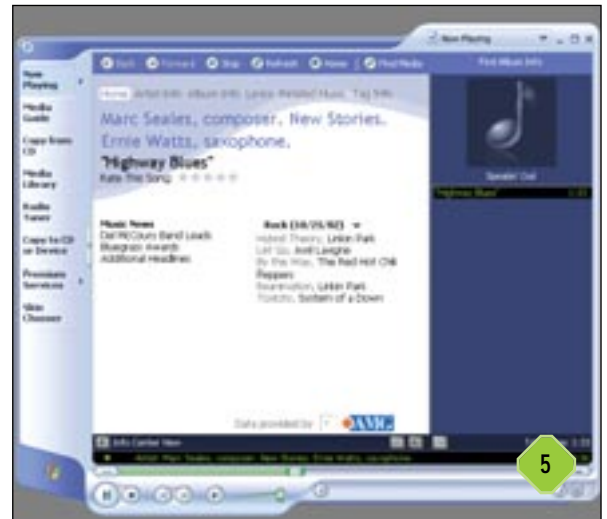 Now Playing
Back Forward Stop Refresh Home Find Media
Find Album Info
Now
Playing
Media
Guide
Copy from
CD
Media
Library
Radio
Tuner
Copy to CD
or Device
Premium
Services
Skin
Chooser
Home Artist Info Album Info Lyrics Related Music Tag Info
Marc Seales, composer. New Stories.
Ernie Watts, saxophone.
"Highway Blues"
Rate The Song
Music News
Del McCoury Band Leads
Bluegrass Awards
Additional Headlines
Rock (10/25/02)
Hybrid Theory, Linkin Park
Let Go, Avril Lavigne
By the Way, The Red Hot Chili
Peppers
Reanimation, Linkin Park
Toxicity, System of a Down
Data provided by AMG
Speakin' Out
"Highway Blues" 1:33
Info Center View
Artist: Marc Seales, composer. New Stories. Ernie Watts, saxophone.
5